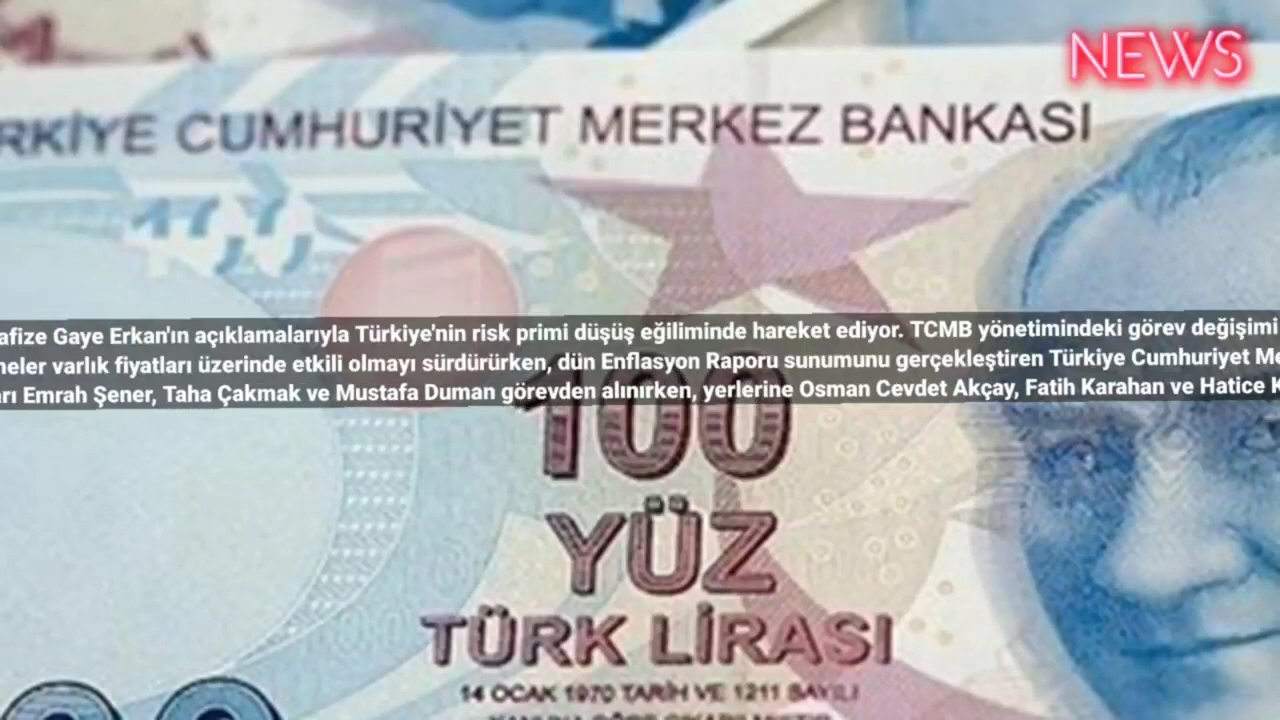 NEWS
RKİYE CUMHURİYET MERKEZ BANKASI
100
afize Gaye Erkan'ın açıklamalarıyla Türkiye'nin risk primi düşüş eğiliminde hareket ediyor. TCMB yönetimindeki görev değişimi
neler varlık fiyatları üzerinde etkili olmayı sürdürürken, dün Enflasyon Raporu sunumunu gerçekleştiren Türkiye Cumhuriyet Me
arı Emrah Şener, Taha Çakmak ve Mustafa Duman görevden alınırken, yerlerine Osman Cevdet Akçay, Fatih Karahan ve Hatice K
100
YÜZ
TÜRK LİRASI
14 OCAK 1970 TARİH VE 1211 SAYILI